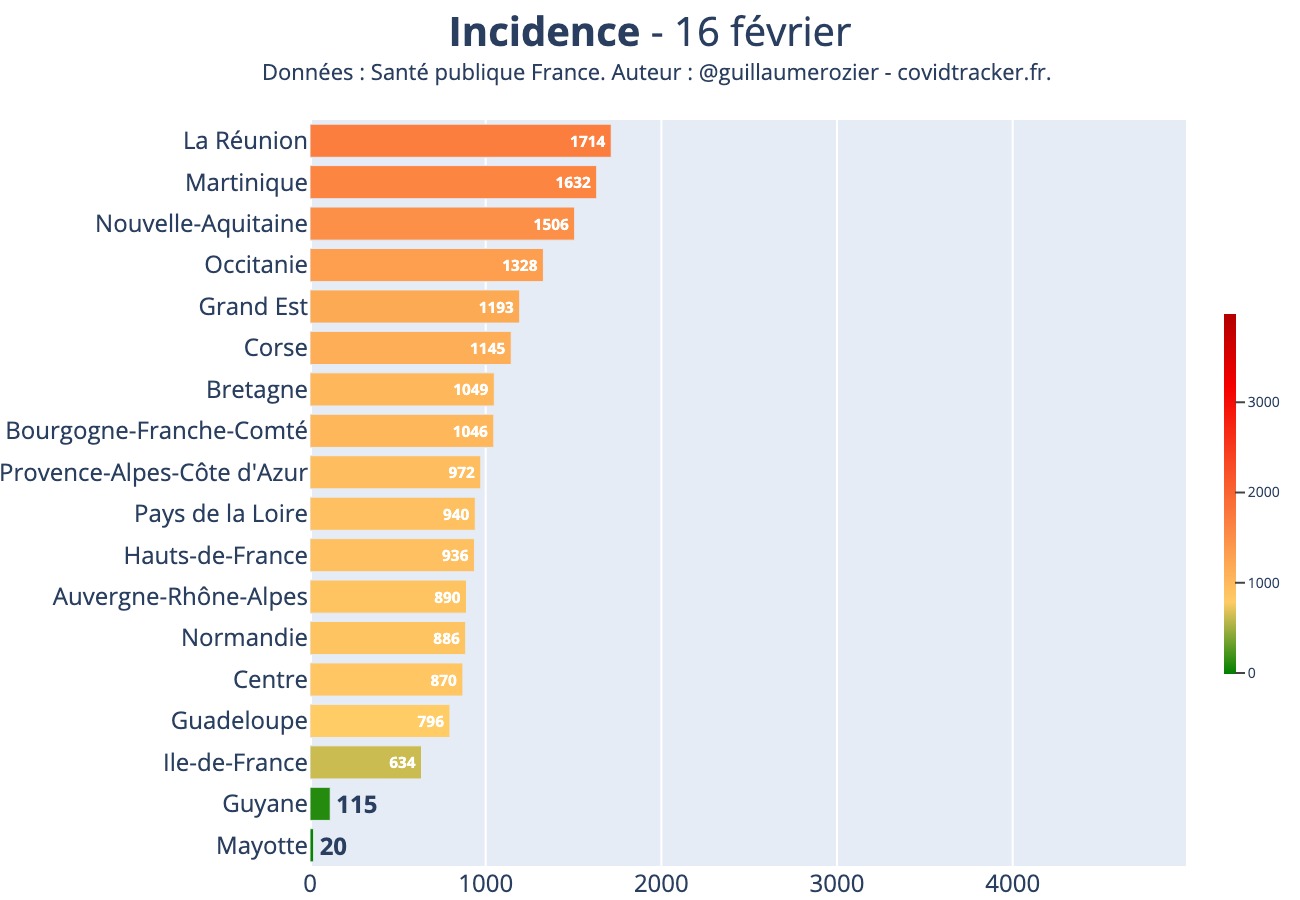 Incidence - 16 février
Données : Santé publique France. Auteur : @guillaumerozier - covidtracker.fr.
La Réunion 1714
Martinique 1632
Nouvelle-Aquitaine 1506
Occitanie 1328
Grand Est 1193
Corse 1145
Bretagne 1049
Bourgogne-Franche-Comté 1046
Provence-Alpes-Côte d'Azur 972
Pays de la Loire 940
Hauts-de-France 936
Auvergne-Rhône-Alpes 890
Normandie 886
Centre 870
Guadeloupe 796
Ile-de-France 634
Guyane 115
Mayotte 20
0 1000 2000 3000 4000
3000
2000
1000
0